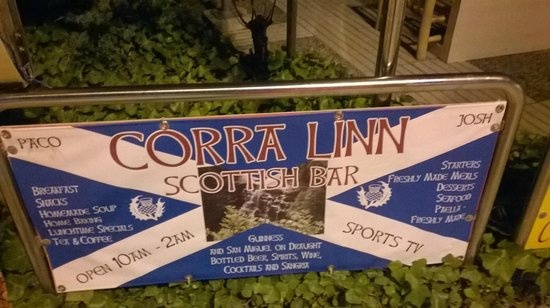 PACO
JOSH
CORRA LINN
SCOTTISH BAR
BREAKFAST
SNACKS
HOMEMADE SOUP
HOME BAKING
LUNCHTIME SPECIALS
TEA & COFFEE
STARTERS
FRESHLY MADE MEALS
DESSERTS
SEAFOOD
PAELLA -
FRESHLY MADE
OPEN 10AM - 2AM
GUINNESS
AND SAN MIGUEL ON DRAUGHT
BOTTLED BEER, SPIRITS, WINE,
COCKTAILS AND SANGRIA
SPORTS TV